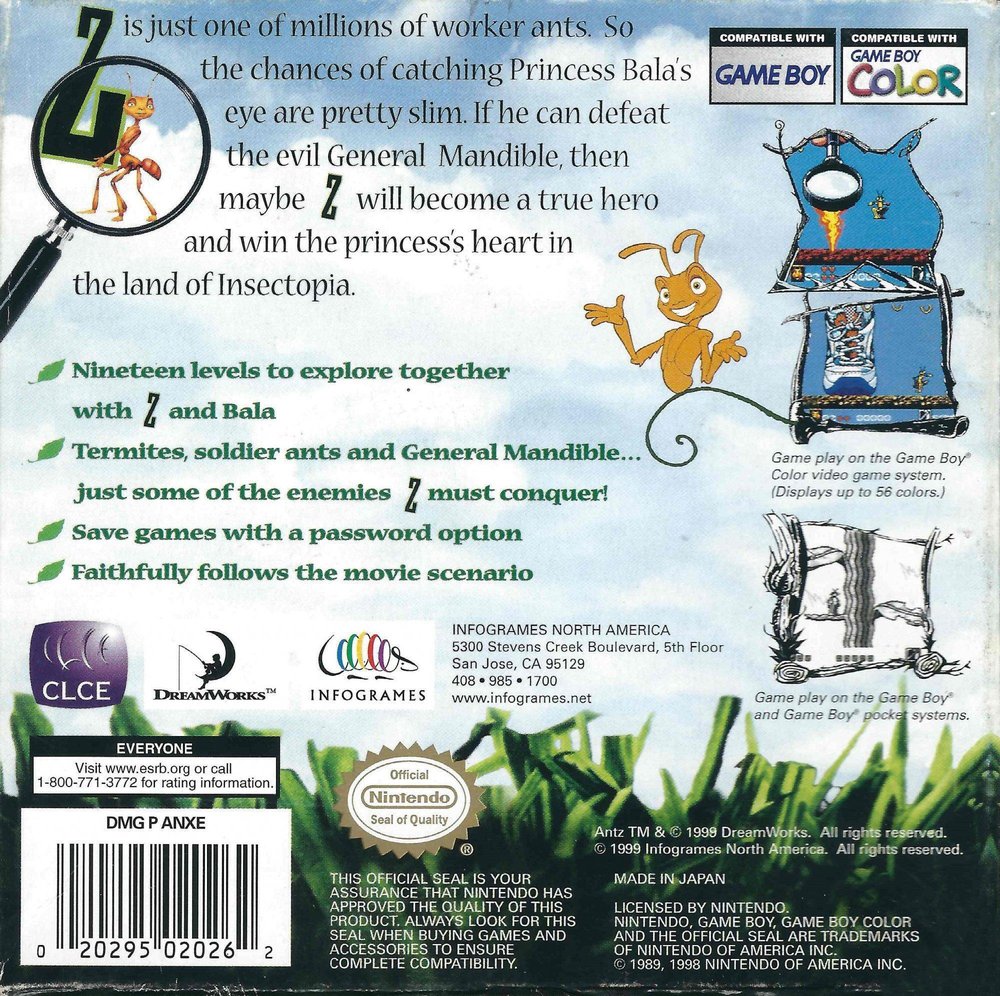 Z is just one of millions of worker ants. So
the chances of catching Princess Bala's
eye are pretty slim. If he can defeat
the evil General Mandible, then
maybe Z will become a true hero
and win the princess's heart in
the land of Insectopia.
Nineteen levels to explore together
with Z and Bala
Termites, soldier ants and General Mandible...
just some of the enemies Z must conquer!
Save games with a password option
Faithfully follows the movie scenario
COMPATIBLE WITH
GAME BOY
COMPATIBLE WITH
GAME BOY
COLOR
Game play on the Game Boy®
Color video game system.
(Displays up to 56 colors.)
Game play on the Game Boy®
and Game Boy® pocket systems.
CLCE
DREAMWORKS™
INFOGRAMES
INFOGRAMES NORTH AMERICA
5300 Stevens Creek Boulevard, 5th Floor
San Jose, CA 95129
408 • 985 • 1700
www.infogrames.net
EVERYONE
Visit www.esrb.org or call
1-800-771-3772 for rating information.
DMG P ANXE
0 20295 02026 2
Official
Nintendo
Seal of Quality
®
THIS OFFICIAL SEAL IS YOUR
ASSURANCE THAT NINTENDO HAS
APPROVED THE QUALITY OF THIS
PRODUCT. ALWAYS LOOK FOR THIS
SEAL WHEN BUYING GAMES AND
ACCESSORIES TO ENSURE
COMPLETE COMPATIBILITY.
Antz TM & © 1999 DreamWorks. All rights reserved.
© 1999 Infogrames North America. All rights reserved.
MADE IN JAPAN
LICENSED BY NINTENDO.
NINTENDO, GAME BOY, GAME BOY COLOR
AND THE OFFICIAL SEAL ARE TRADEMARKS
OF NINTENDO OF AMERICA INC.
© 1989, 1998 NINTENDO OF AMERICA INC.